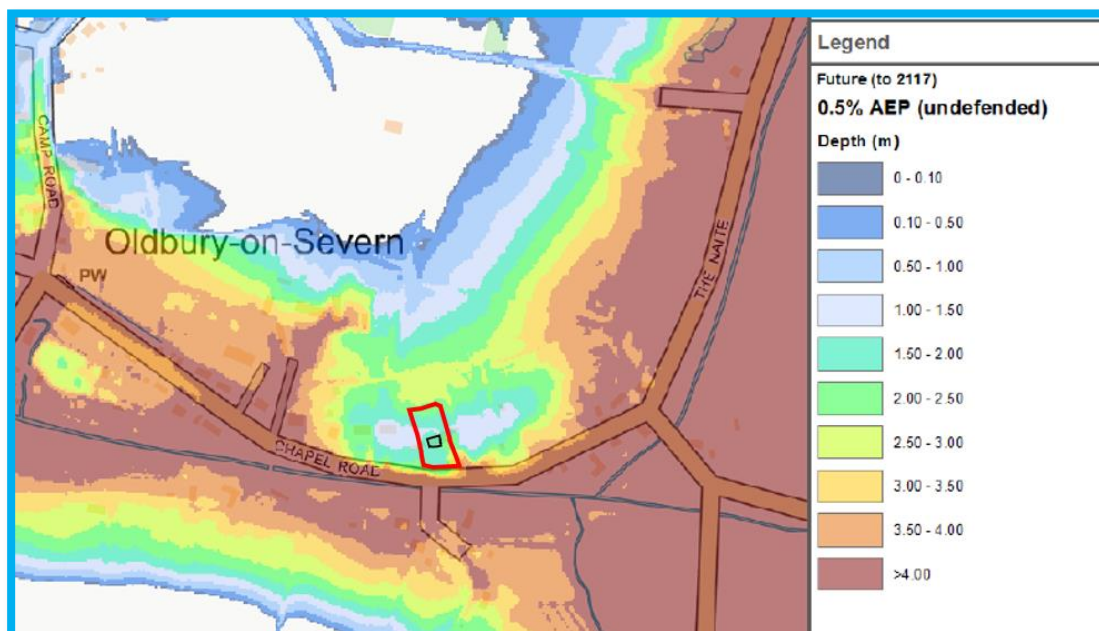 CAMP ROAD
Oldbury-on-Severn
PW
CHAPEL ROAD
THE NAITE
Legend
Future (to 2117)
0.5% AEP (undefended)
Depth (m)
0 - 0.10
0.10 - 0.50
0.50 - 1.00
1.00 - 1.50
1.50 - 2.00
2.00 - 2.50
2.50 - 3.00
3.00 - 3.50
3.50 - 4.00
>4.00